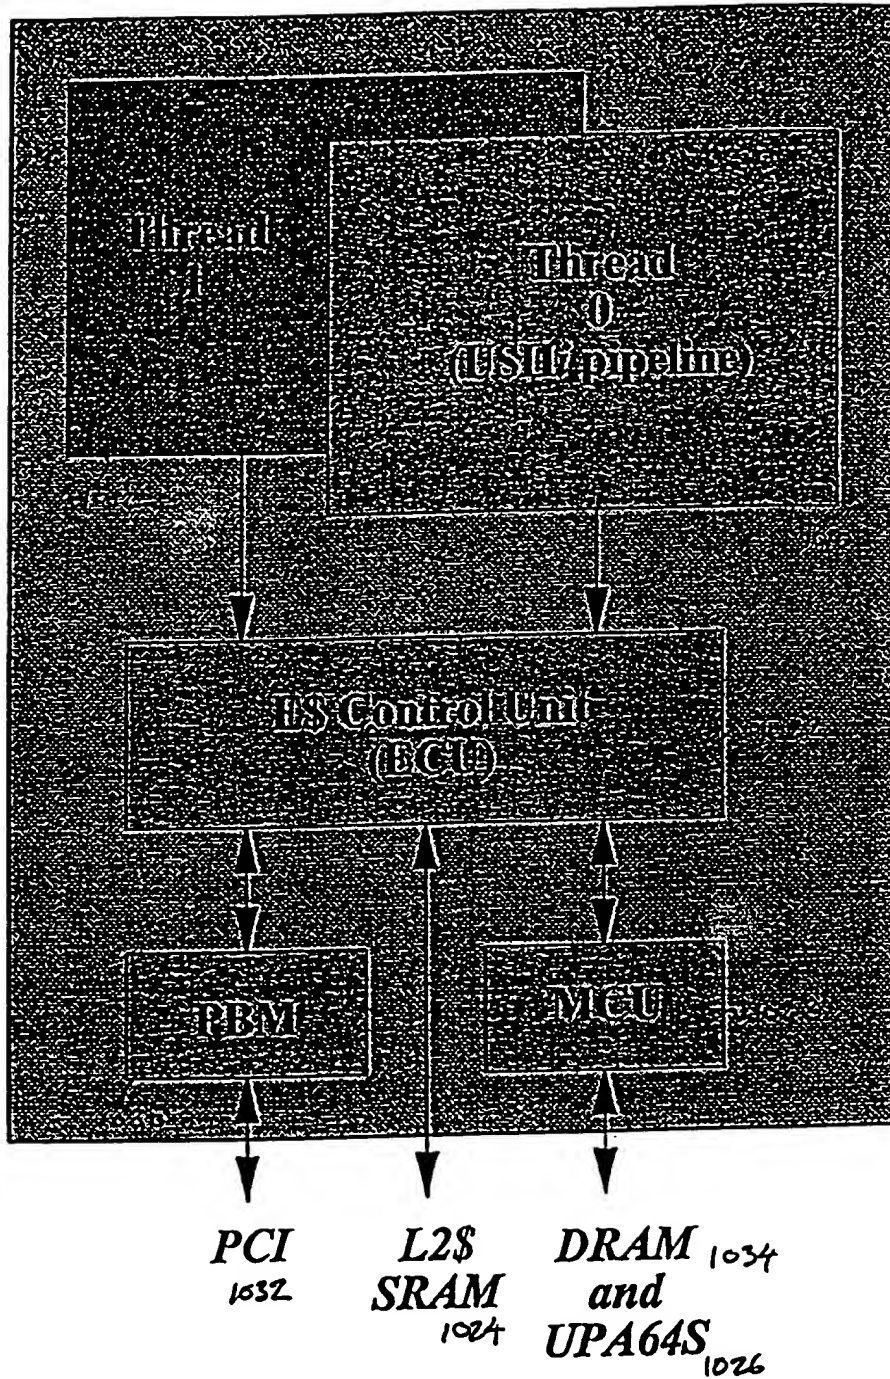 Thread
1
Thread
0
(USIIi pipeline)
E$ Control Unit
(ECU)
PBM
MCU
PCI
1032
L2$
SRAM
1024
DRAM 1034
and
UPA64S
1026